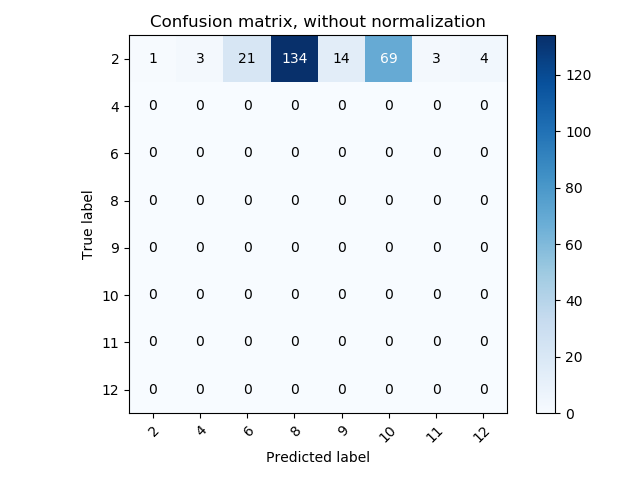 Confusion matrix, without normalization
True label
2 1 3 21 134 14 69 3 4
4 0 0 0 0 0 0 0 0
6 0 0 0 0 0 0 0 0
8 0 0 0 0 0 0 0 0
9 0 0 0 0 0 0 0 0
10 0 0 0 0 0 0 0 0
11 0 0 0 0 0 0 0 0
12 0 0 0 0 0 0 0 0
2 4 6 8 9 10 11 12
Predicted label
120
100
80
60
40
20
0